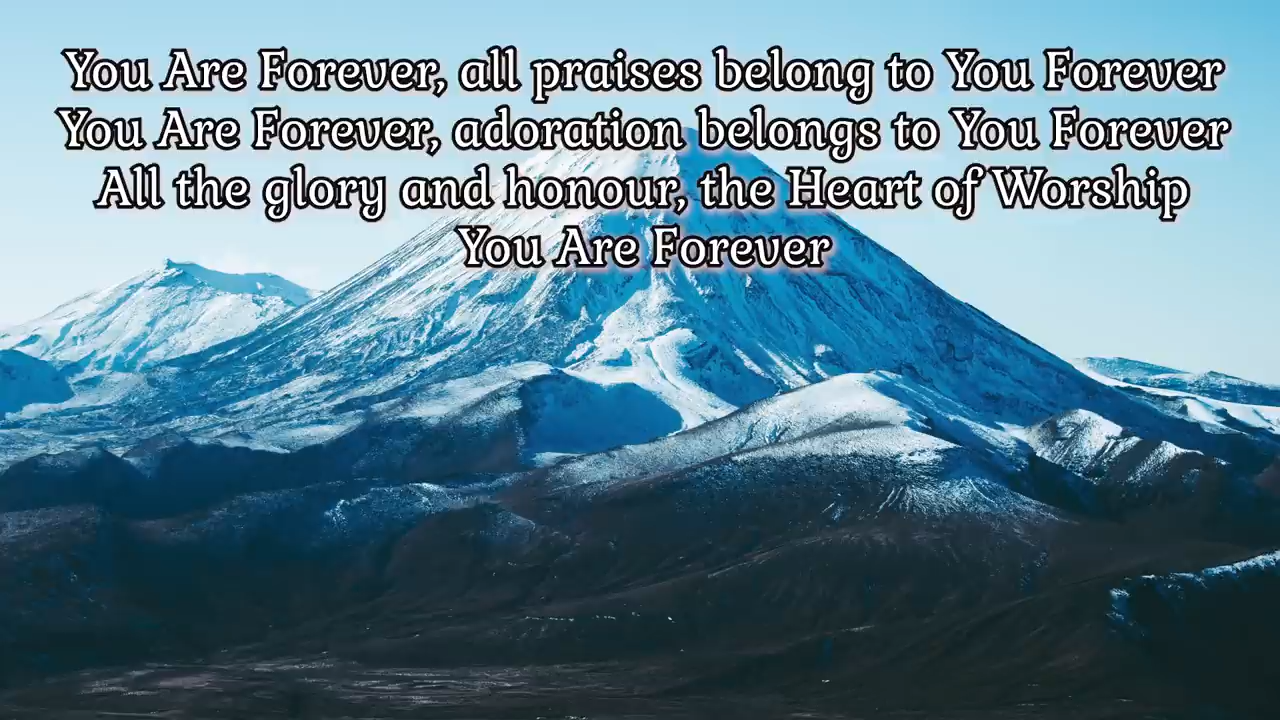 You Are Forever, all praises belong to You Forever
You Are Forever, adoration belongs to You Forever
All the glory and honour, the Heart of Worship
You Are Forever